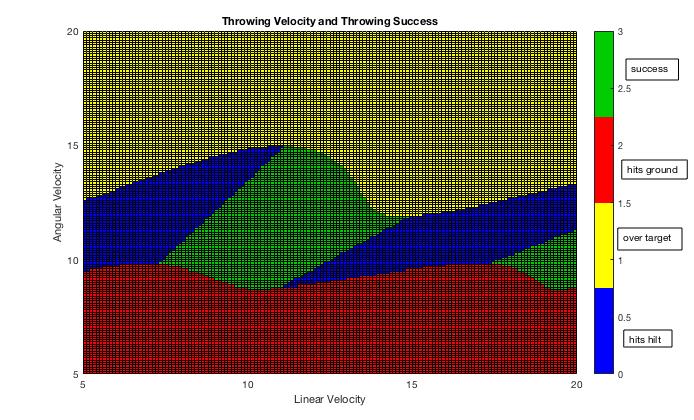 Throwing Velocity and Throwing Success
Angular Velocity
20
15
10
5
5
10
15
20
Linear Velocity
3
success
2.5
2
hits ground
1.5
over target
1
0.5
hits hilt
0